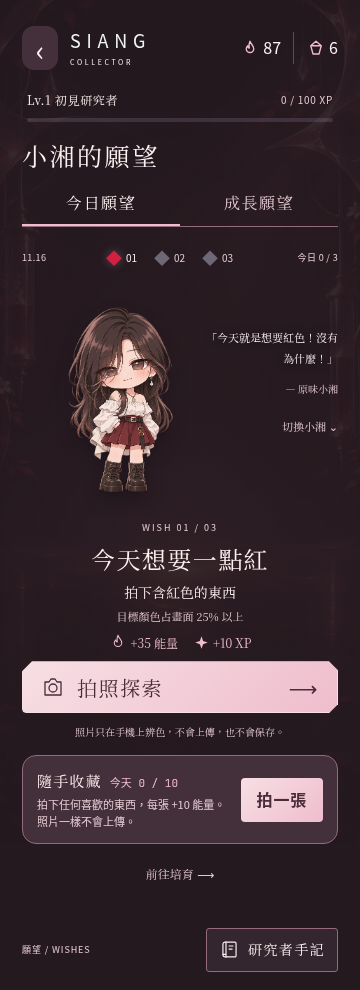 ‹
SIANG
COLLECTOR
87
6
Lv.1 初見研究者
0 / 100 XP
小湘的願望
今日願望
成長願望
11.16
01
02
03
今日 0 / 3
「今天就是想要紅色！沒有
為什麼！」
— 原味小湘
切換小湘 ⌄
WISH 01 / 03
今天想要一點紅
拍下含紅色的東西
目標顏色占畫面 25% 以上
+35 能量
+10 XP
拍照探索 ⟶
照片只在手機上辨色，不會上傳，也不會保存。
隨手收藏 今天 0 / 10
拍下任何喜歡的東西，每張 +10 能量。
照片一樣不會上傳。
拍一張
前往培育 ⟶
願望 / WISHES
研究者手記